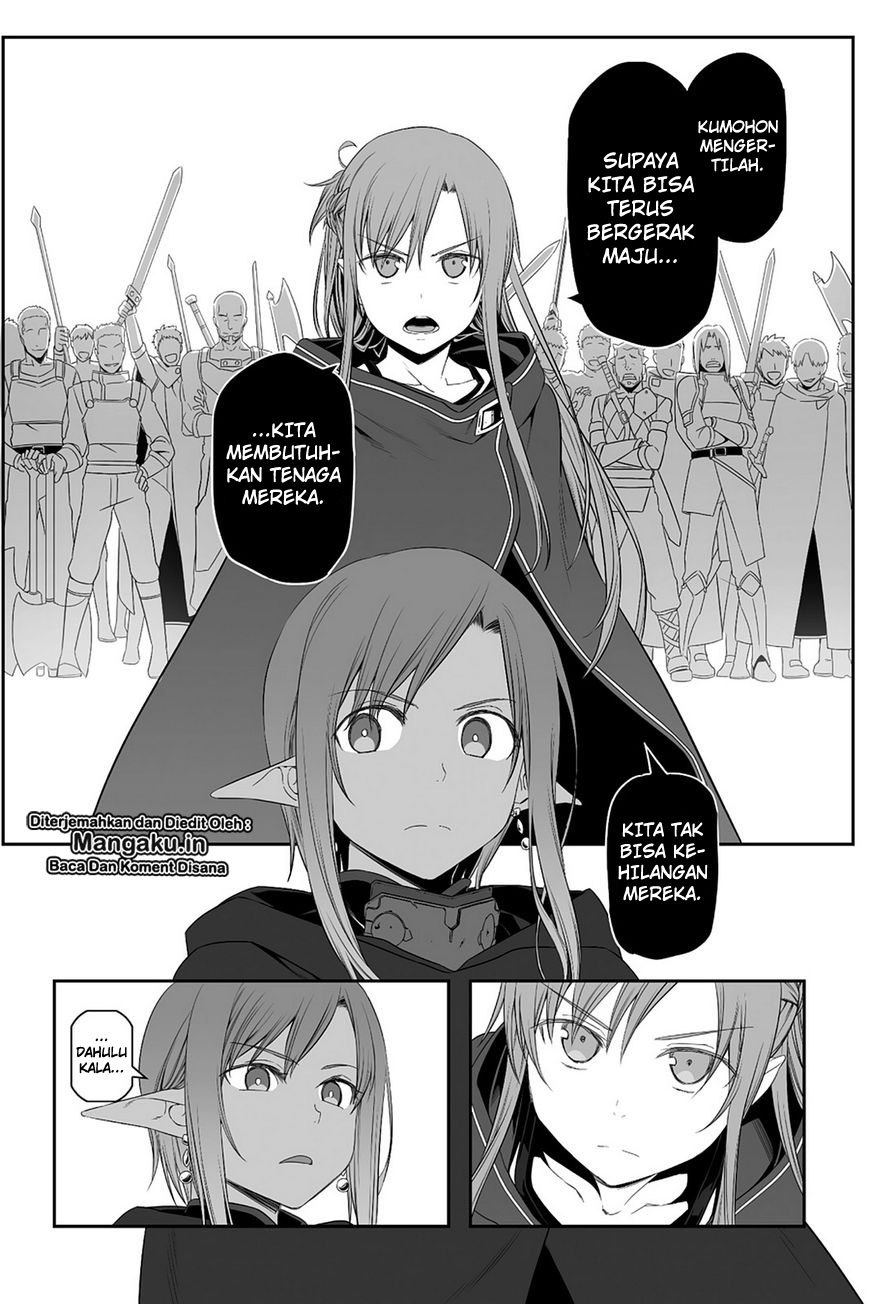 KUMOHON
MENGER-
TILAH.
SUPAYA
KITA BISA
TERUS
BERGERAK
MAJU...
...KITA
MEMBUTUH-
KAN TENAGA
MEREKA.
KITA TAK
BISA KE-
HILANGAN
MEREKA.
Diterjemahkan dan Diedit Oleh :
Mangaku.in
Baca Dan Koment Disana
...
DAHULU
KALA...